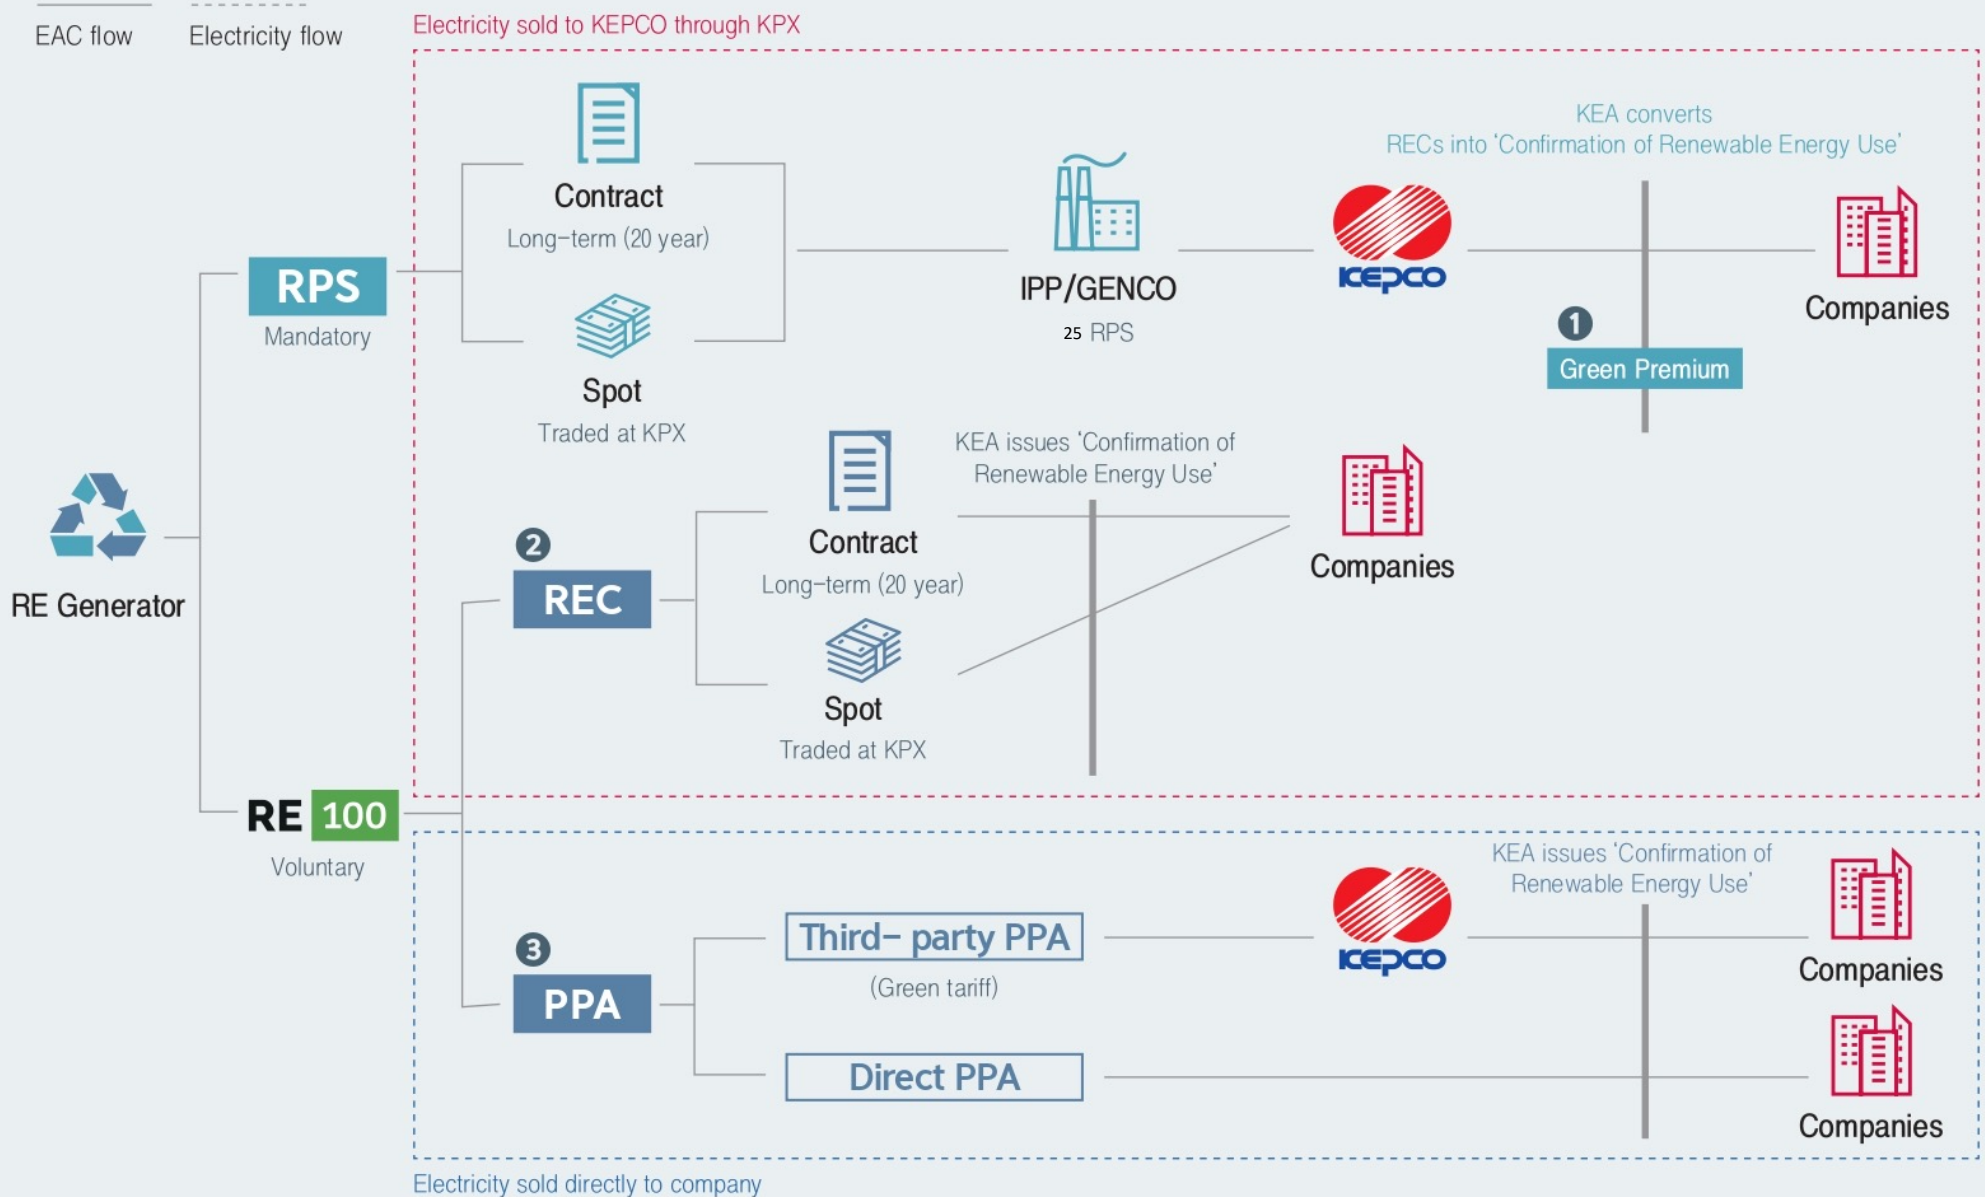 EAC flow
Electricity flow
Electricity sold to KEPCO through KPX
Contract
Long-term (20 year)
RPS
Mandatory
Spot
Traded at KPX
IPP/GENCO
25 RPS
KEPCO
KEA converts
RECs into ‘Confirmation of Renewable Energy Use’
1
Green Premium
Companies
RE Generator
2
REC
Contract
Long-term (20 year)
Spot
Traded at KPX
KEA issues ‘Confirmation of
Renewable Energy Use’
Companies
RE 100
Voluntary
3
PPA
Third- party PPA
(Green tariff)
Direct PPA
KEPCO
KEA issues ‘Confirmation of
Renewable Energy Use’
Companies
Companies
Electricity sold directly to company